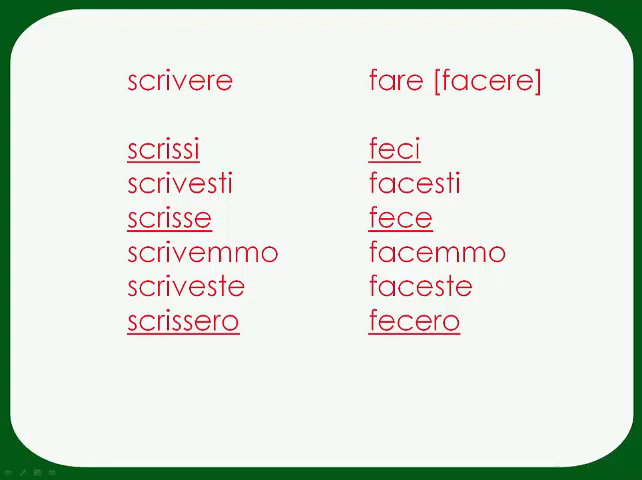 scrivere fare [facere]
scrissi feci
scrivesti facesti
scrisse fece
scrivemmo facemmo
scriveste faceste
scrissero fecero